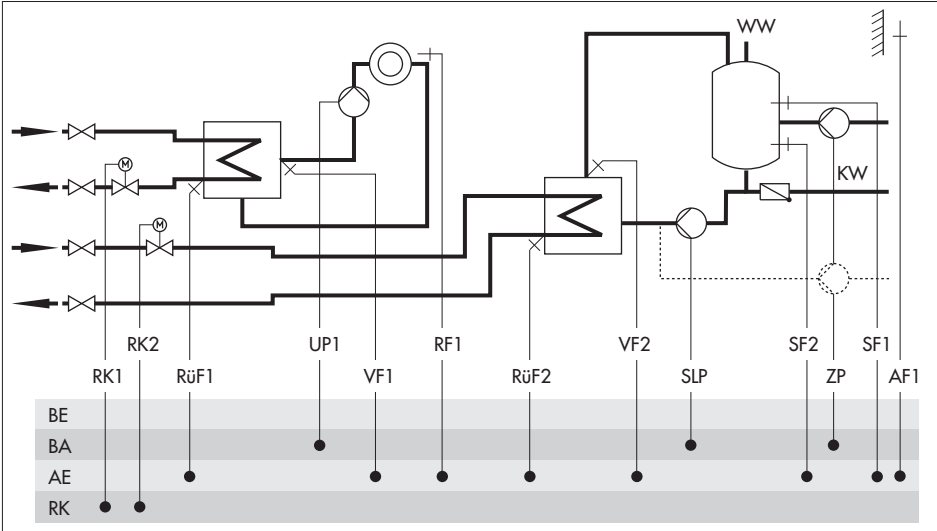 WW
M
KW
M
RK2 UP1 RF1 VF2 SF2 SF1
RK1 RüF1 VF1 RüF2 SLP ZP AF1
BE
BA
AE
RK